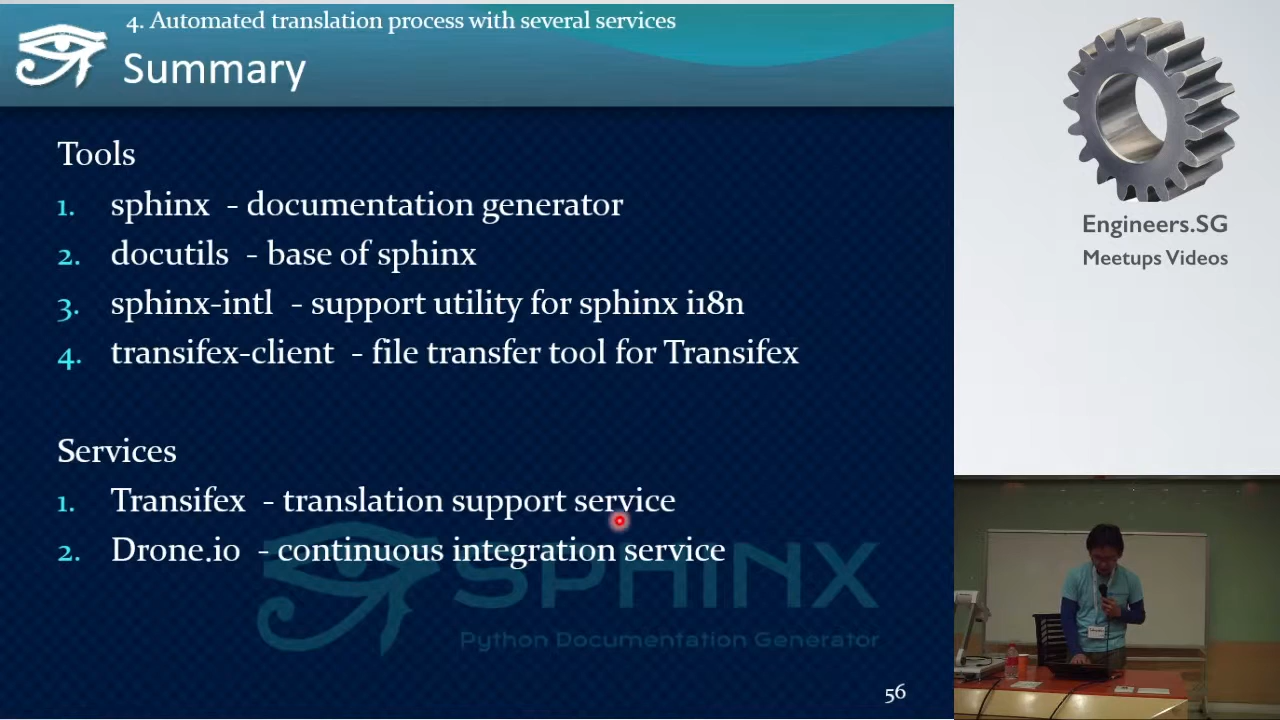 4. Automated translation process with several services
Summary
Tools
1. sphinx - documentation generator
2. docutils - base of sphinx
3. sphinx-intl - support utility for sphinx i18n
4. transifex-client - file transfer tool for Transifex
Services
1. Transifex - translation support service
2. Drone.io - continuous integration service
SPHINX
Python Documentation Generator
56
Engineers.SG
Meetups Videos